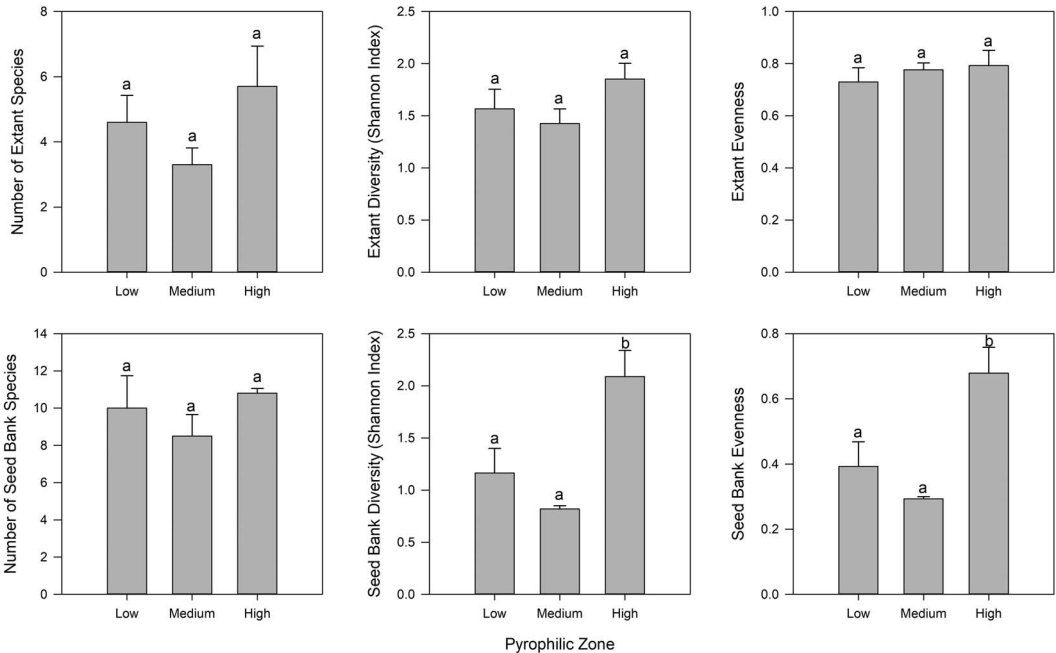 Number of Extant Species
8
6
4
2
0
a
a
a
Low
Medium
High
Extant Diversity (Shannon Index)
2.5
2.0
1.5
1.0
0.5
0.0
a
a
a
Low
Medium
High
Extant Evenness
1.0
0.8
0.6
0.4
0.2
0.0
a
a
a
Low
Medium
High
Number of Seed Bank Species
14
12
10
8
6
4
2
0
a
a
a
Low
Medium
High
Seed Bank Diversity (Shannon Index)
2.5
2.0
1.5
1.0
0.5
0.0
a
a
b
Low
Medium
High
Seed Bank Evenness
0.8
0.6
0.4
0.2
0.0
a
a
b
Low
Medium
High
Pyrophilic Zone